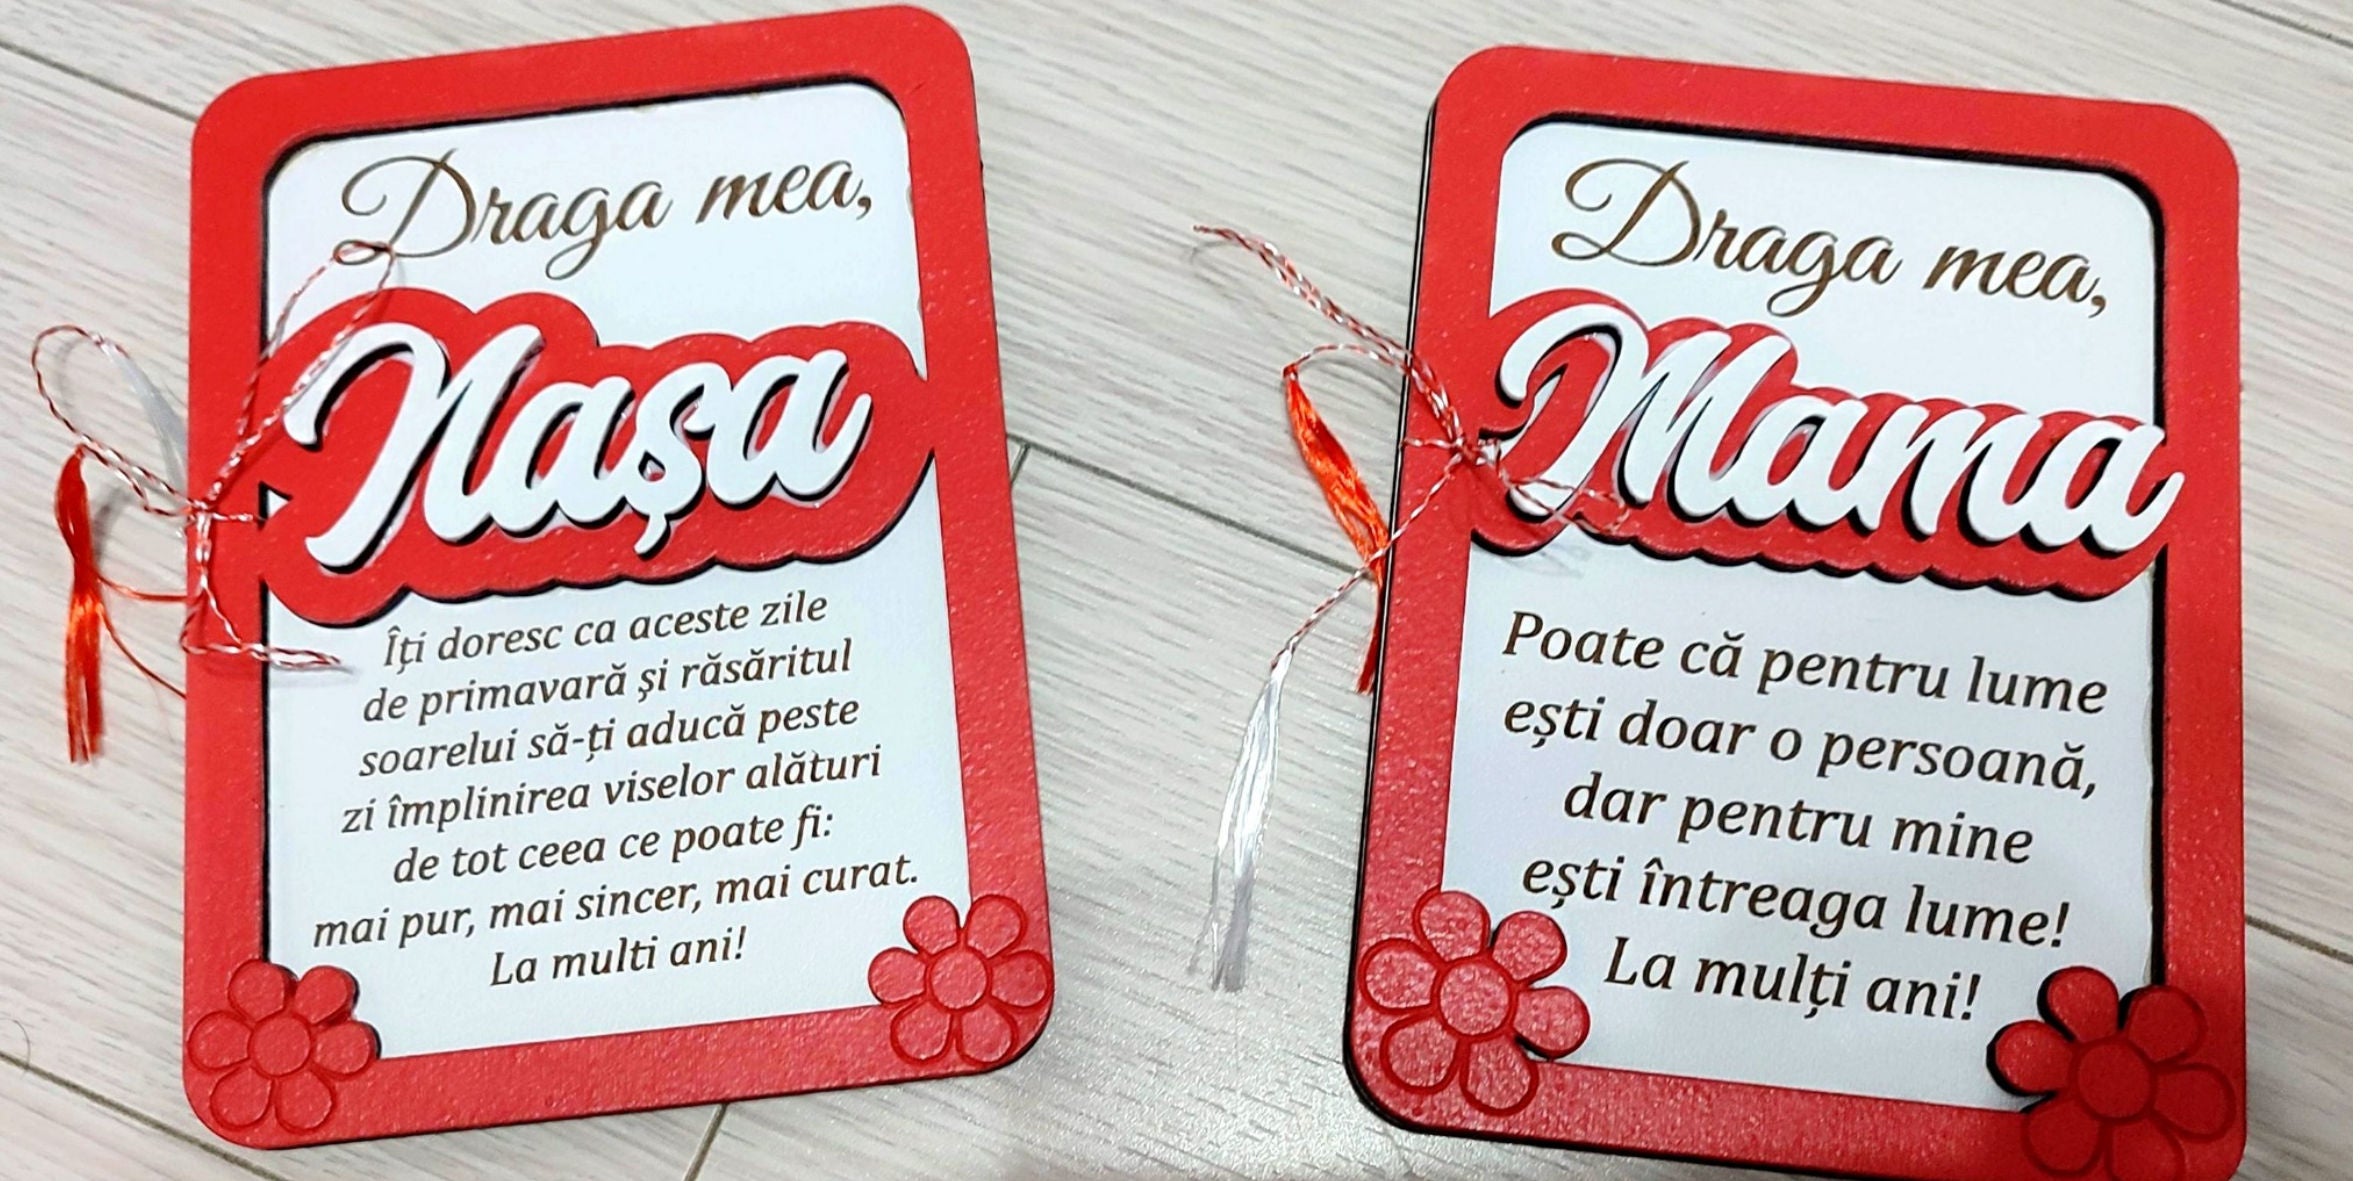 Draga mea,
Nașa
Îți doresc ca aceste zile
de primavară și răsăritul
soarelui să-ți aducă peste
zi împlinirea viselor alături
de tot ceea ce poate fi:
mai pur, mai sincer, mai curat.
La multi ani!
Draga mea,
Mama
Poate că pentru lume
ești doar o persoană,
dar pentru mine
ești întreaga lume!
La mulți ani!